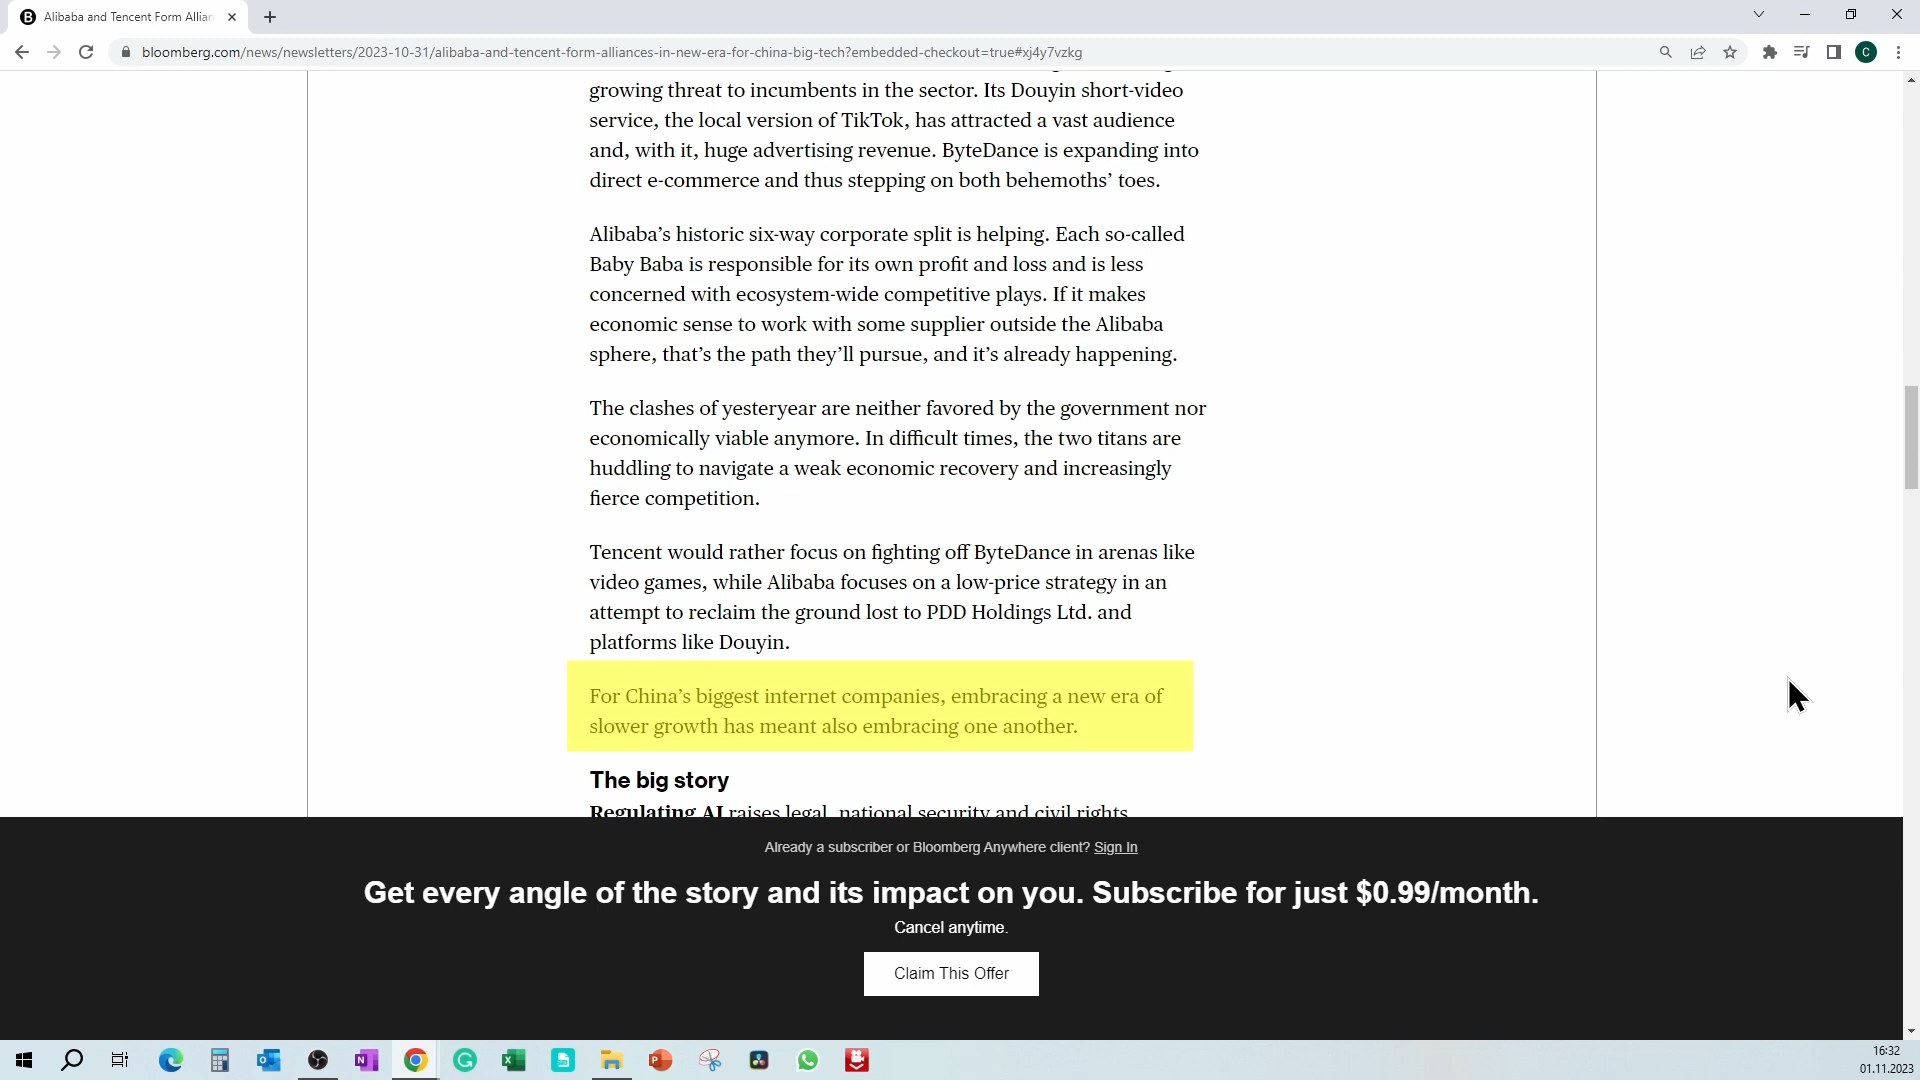 Alibaba and Tencent Form Allian
bloomberg.com/news/newsletters/2023-10-31/alibaba-and-tencent-form-alliances-in-new-era-for-china-big-tech?embedded-checkout=true#xj4y7vzkg
growing threat to incumbents in the sector. Its Douyin short-video
service, the local version of TikTok, has attracted a vast audience
and, with it, huge advertising revenue. ByteDance is expanding into
direct e-commerce and thus stepping on both behemoths’ toes.
Alibaba’s historic six-way corporate split is helping. Each so-called
Baby Baba is responsible for its own profit and loss and is less
concerned with ecosystem-wide competitive plays. If it makes
economic sense to work with some supplier outside the Alibaba
sphere, that’s the path they’ll pursue, and it’s already happening.
The clashes of yesteryear are neither favored by the government nor
economically viable anymore. In difficult times, the two titans are
huddling to navigate a weak economic recovery and increasingly
fierce competition.
Tencent would rather focus on fighting off ByteDance in arenas like
video games, while Alibaba focuses on a low-price strategy in an
attempt to reclaim the ground lost to PDD Holdings Ltd. and
platforms like Douyin.
For China’s biggest internet companies, embracing a new era of
slower growth has meant also embracing one another.
The big story
Regulating AI raises legal, national security and civil rights
Already a subscriber or Bloomberg Anywhere client? Sign In
Get every angle of the story and its impact on you. Subscribe for just $0.99/month.
Cancel anytime.
Claim This Offer
16:32
01.11.2023